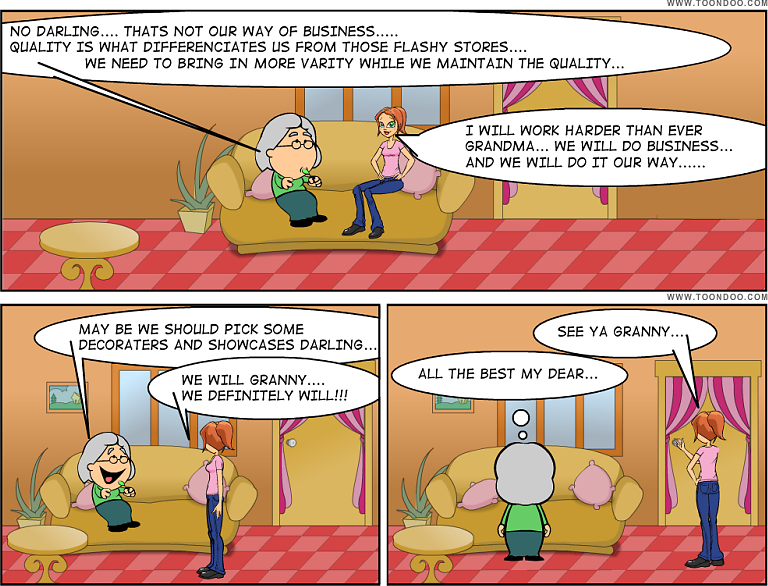 WWW.TOONDOO.COM
NO DARLING.... THATS NOT OUR WAY OF BUSINESS.....
QUALITY IS WHAT DIFFERENCIATES US FROM THOSE FLASHY STORES....
WE NEED TO BRING IN MORE VARITY WHILE WE MAINTAIN THE QUALITY...
I WILL WORK HARDER THAN EVER
GRANDMA... WE WILL DO BUSINESS...
AND WE WILL DO IT OUR WAY......
WWW.TOONDOO.COM
MAY BE WE SHOULD PICK SOME
DECORATERS AND SHOWCASES DARLING...
WE WILL GRANNY....
WE DEFINITELY WILL!!!
SEE YA GRANNY....
ALL THE BEST MY DEAR...